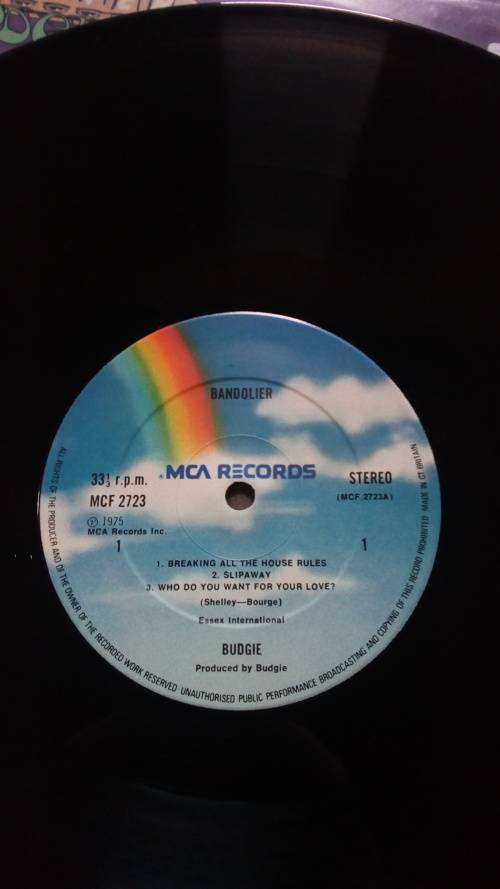 BANDOLIER
MCA RECORDS
33⅓ r.p.m.
STEREO
MCF 2723
(MCF.2723A)
Ⓟ 1975
MCA Records Inc.
1
1
1. BREAKING ALL THE HOUSE RULES
2. SLIPAWAY
3. WHO DO YOU WANT FOR YOUR LOVE?
(Shelley—Bourge)
Essex International
BUDGIE
Produced by Budgie
ALL RIGHTS OF THE PRODUCER AND OF THE OWNER OF THE RECORDED WORK RESERVED UNAUTHORISED PUBLIC PERFORMANCE BROADCASTING AND COPYING OF THIS RECORD PROHIBITED MADE IN GT BRITAIN